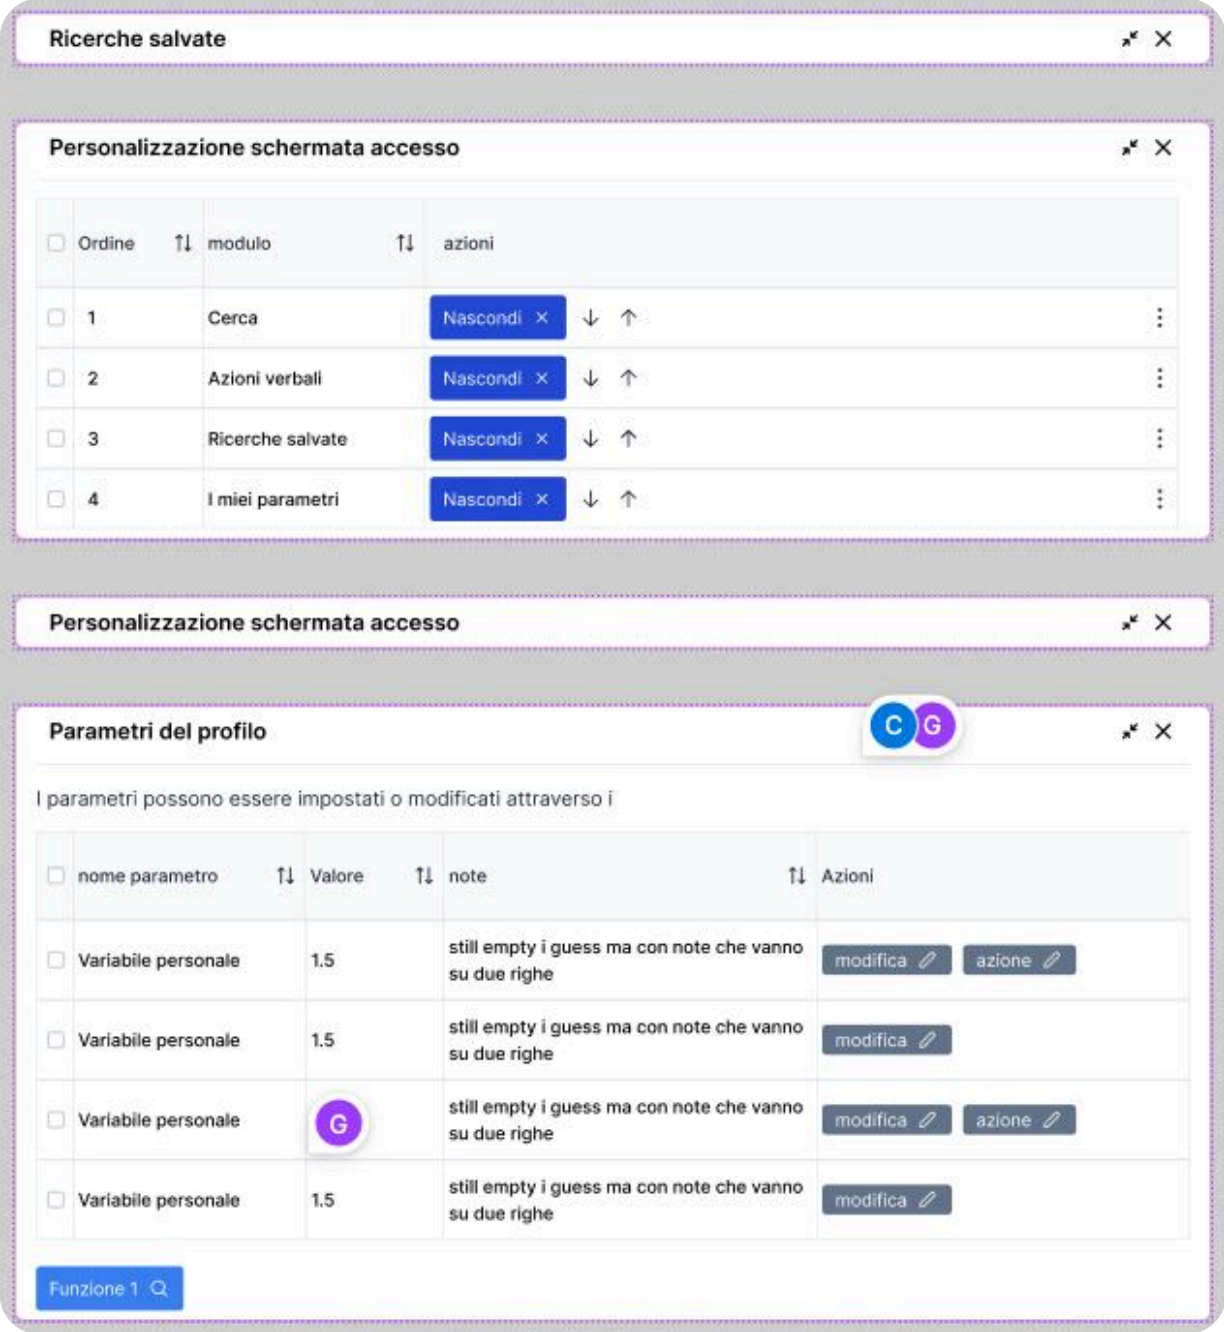 Ricerche salvate
Personalizzazione schermata accesso
Ordine modulo azioni
1 Cerca Nascondi
2 Azioni verbali Nascondi
3 Ricerche salvate Nascondi
4 I miei parametri Nascondi
Personalizzazione schermata accesso
Parametri del profilo
C G
I parametri possono essere impostati o modificati attraverso i
nome parametro Valore note Azioni
Variabile personale 1.5 still empty i guess ma con note che vanno
su due righe
modifica azione
Variabile personale 1.5 still empty i guess ma con note che vanno
su due righe
modifica
Variabile personale G still empty i guess ma con note che vanno
su due righe
modifica azione
Variabile personale 1.5 still empty i guess ma con note che vanno
su due righe
modifica
Funzione 1